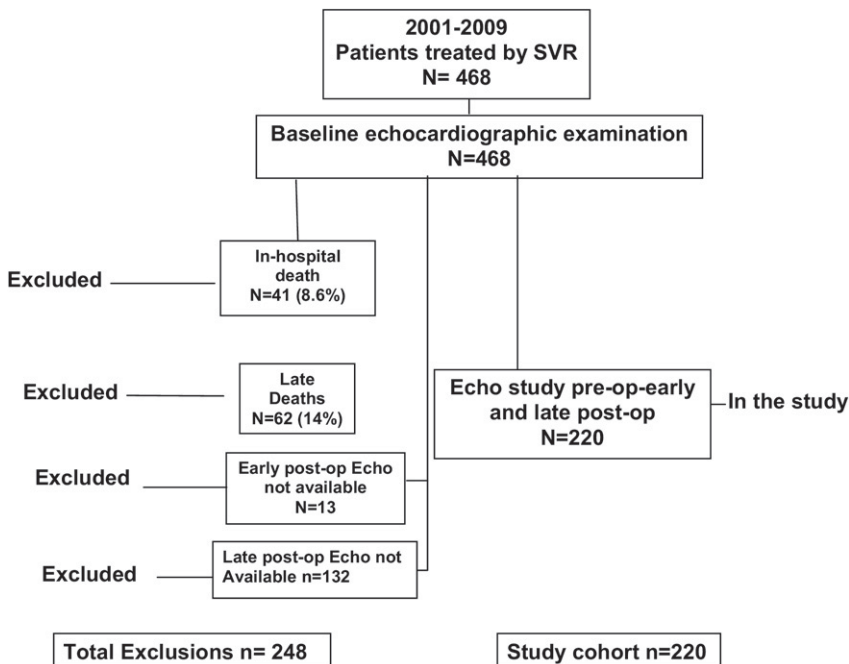 2001-2009
Patients treated by SVR
N= 468
Baseline echocardiographic examination
N=468
In-hospital
death
N=41 (8.6%)
Excluded
Late
Deaths
N=62 (14%)
Excluded
Echo study pre-op-early
and late post-op
N=220
In the study
Early post-op Echo
not available
N=13
Excluded
Late post-op Echo not
Available n=132
Excluded
Total Exclusions n= 248
Study cohort n=220